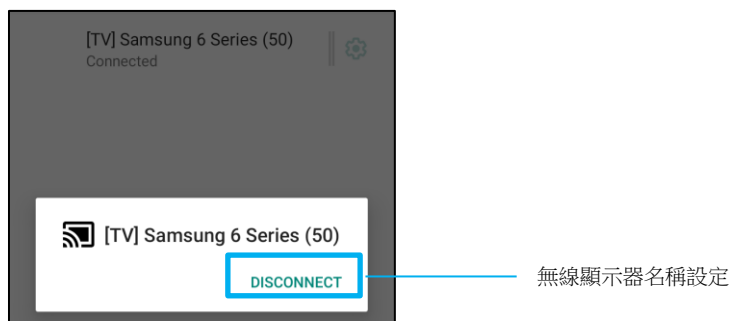 [TV] Samsung 6 Series (50)
Connected
[TV] Samsung 6 Series (50)
DISCONNECT
無線顯示器名稱設定